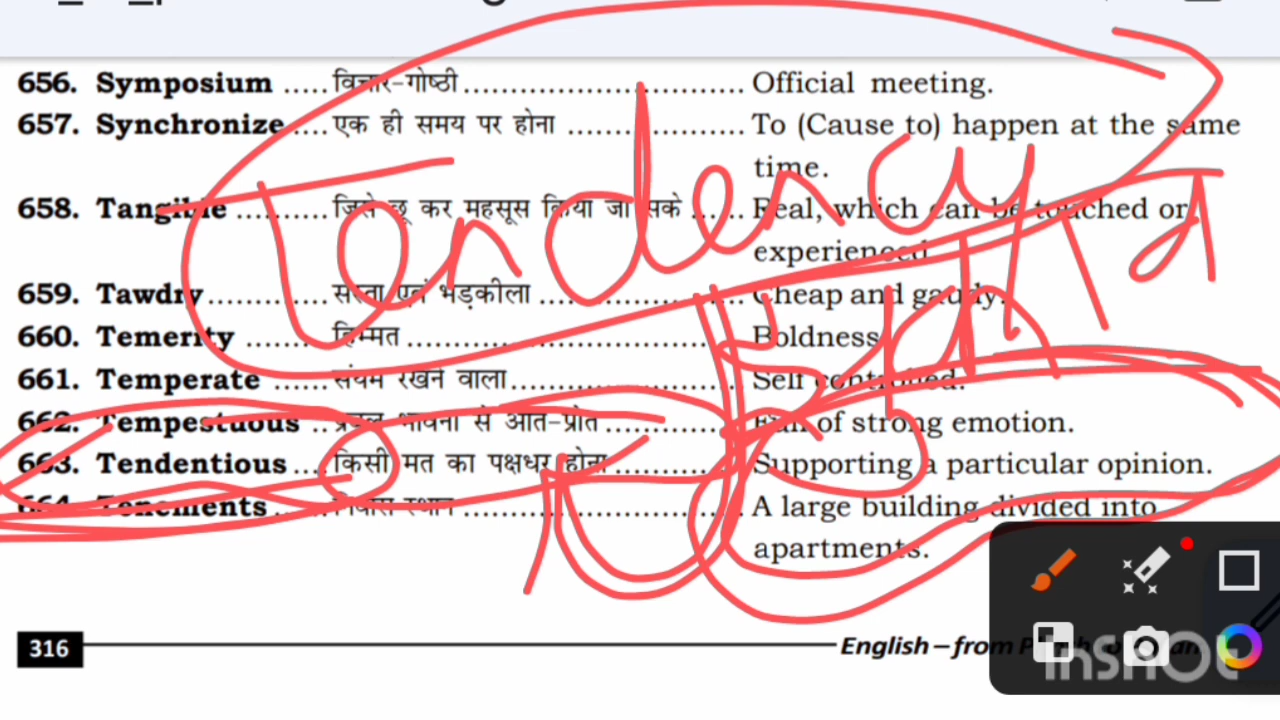 656. Symposium ..... विचार-गोष्ठी ............................ Official meeting.
657. Synchronize .... एक ही समय पर होना .................. To (Cause to) happen at the same
time.
658. Tangible .......... जिसे छू कर महसूस किया जा सके ...... Real, which can be touched or
experienced.
659. Tawdry ............. सस्ता एवं भड़कीला ..................... Cheap and gaudy.
660. Temerity ......... हिम्मत .................................. Boldness
661. Temperate ...... संयम रखने वाला ....................... Self controlled.
662. Tempestuous .. प्रबल भावना से ओत-प्रोत .............. Full of strong emotion.
663. Tendentious .... किसी मत का पक्षधर होना ............. Supporting a particular opinion.
664. Tenements ...... निवास स्थान ............................. A large building divided into
apartments.
Tendency
316
English – from
InShOt